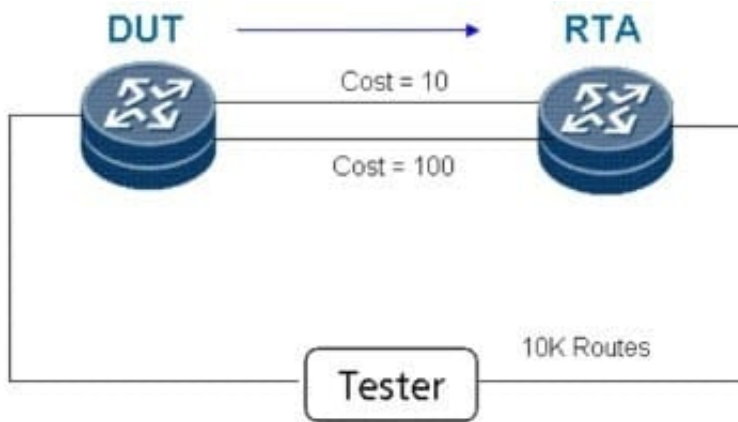 DUT
RTA
Cost = 10
Cost = 100
10K Routes
Tester